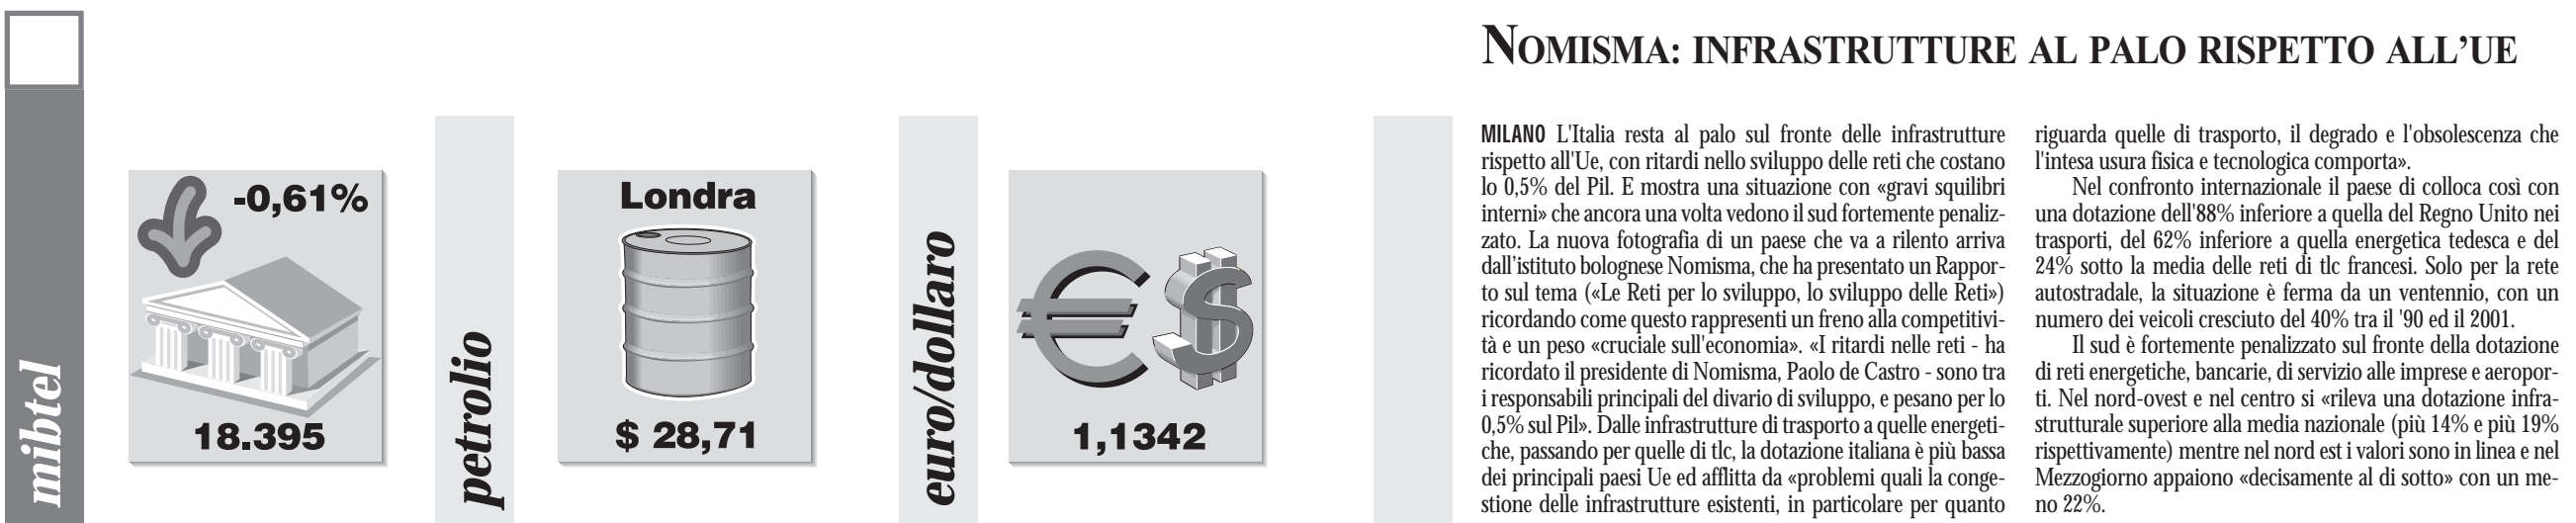 mibtel
-0,61%
18.395
petrolio
Londra
$ 28,71
euro/dollaro
1,1342
NOMISMA: INFRASTRUTTURE AL PALO RISPETTO ALL'UE
MILANO L'Italia resta al palo sul fronte delle infrastrutture
rispetto all'Ue, con ritardi nello sviluppo delle reti che costano
lo 0,5% del Pil. E mostra una situazione con «gravi squilibri
interni» che ancora una volta vedono il sud fortemente penaliz-
zato. La nuova fotografia di un paese che va a rilento arriva
dall'istituto bolognese Nomisma, che ha presentato un Rappor-
to sul tema («Le Reti per lo sviluppo, lo sviluppo delle Reti»)
ricordando come questo rappresenti un freno alla competitivi-
tà e un peso «cruciale sull'economia». «I ritardi nelle reti - ha
ricordato il presidente di Nomisma, Paolo de Castro - sono tra
i responsabili principali del divario di sviluppo, e pesano per lo
0,5% sul Pil». Dalle infrastrutture di trasporto a quelle energeti-
che, passando per quelle di tlc, la dotazione italiana è più bassa
dei principali paesi Ue ed afflitta da «problemi quali la conge-
stione delle infrastrutture esistenti, in particolare per quanto
riguarda quelle di trasporto, il degrado e l'obsolescenza che
l'intesa usura fisica e tecnologica comporta».
Nel confronto internazionale il paese di colloca così con
una dotazione dell'88% inferiore a quella del Regno Unito nei
trasporti, del 62% inferiore a quella energetica tedesca e del
24% sotto la media delle reti di tlc francesi. Solo per la rete
autostradale, la situazione è ferma da un ventennio, con un
numero dei veicoli cresciuto del 40% tra il '90 ed il 2001.
Il sud è fortemente penalizzato sul fronte della dotazione
di reti energetiche, bancarie, di servizio alle imprese e aeropor-
ti. Nel nord-ovest e nel centro si «rileva una dotazione infra-
strutturale superiore alla media nazionale (più 14% e più 19%
rispettivamente) mentre nel nord est i valori sono in linea e nel
Mezzogiorno appaiono «decisamente al di sotto» con un me-
no 22%.